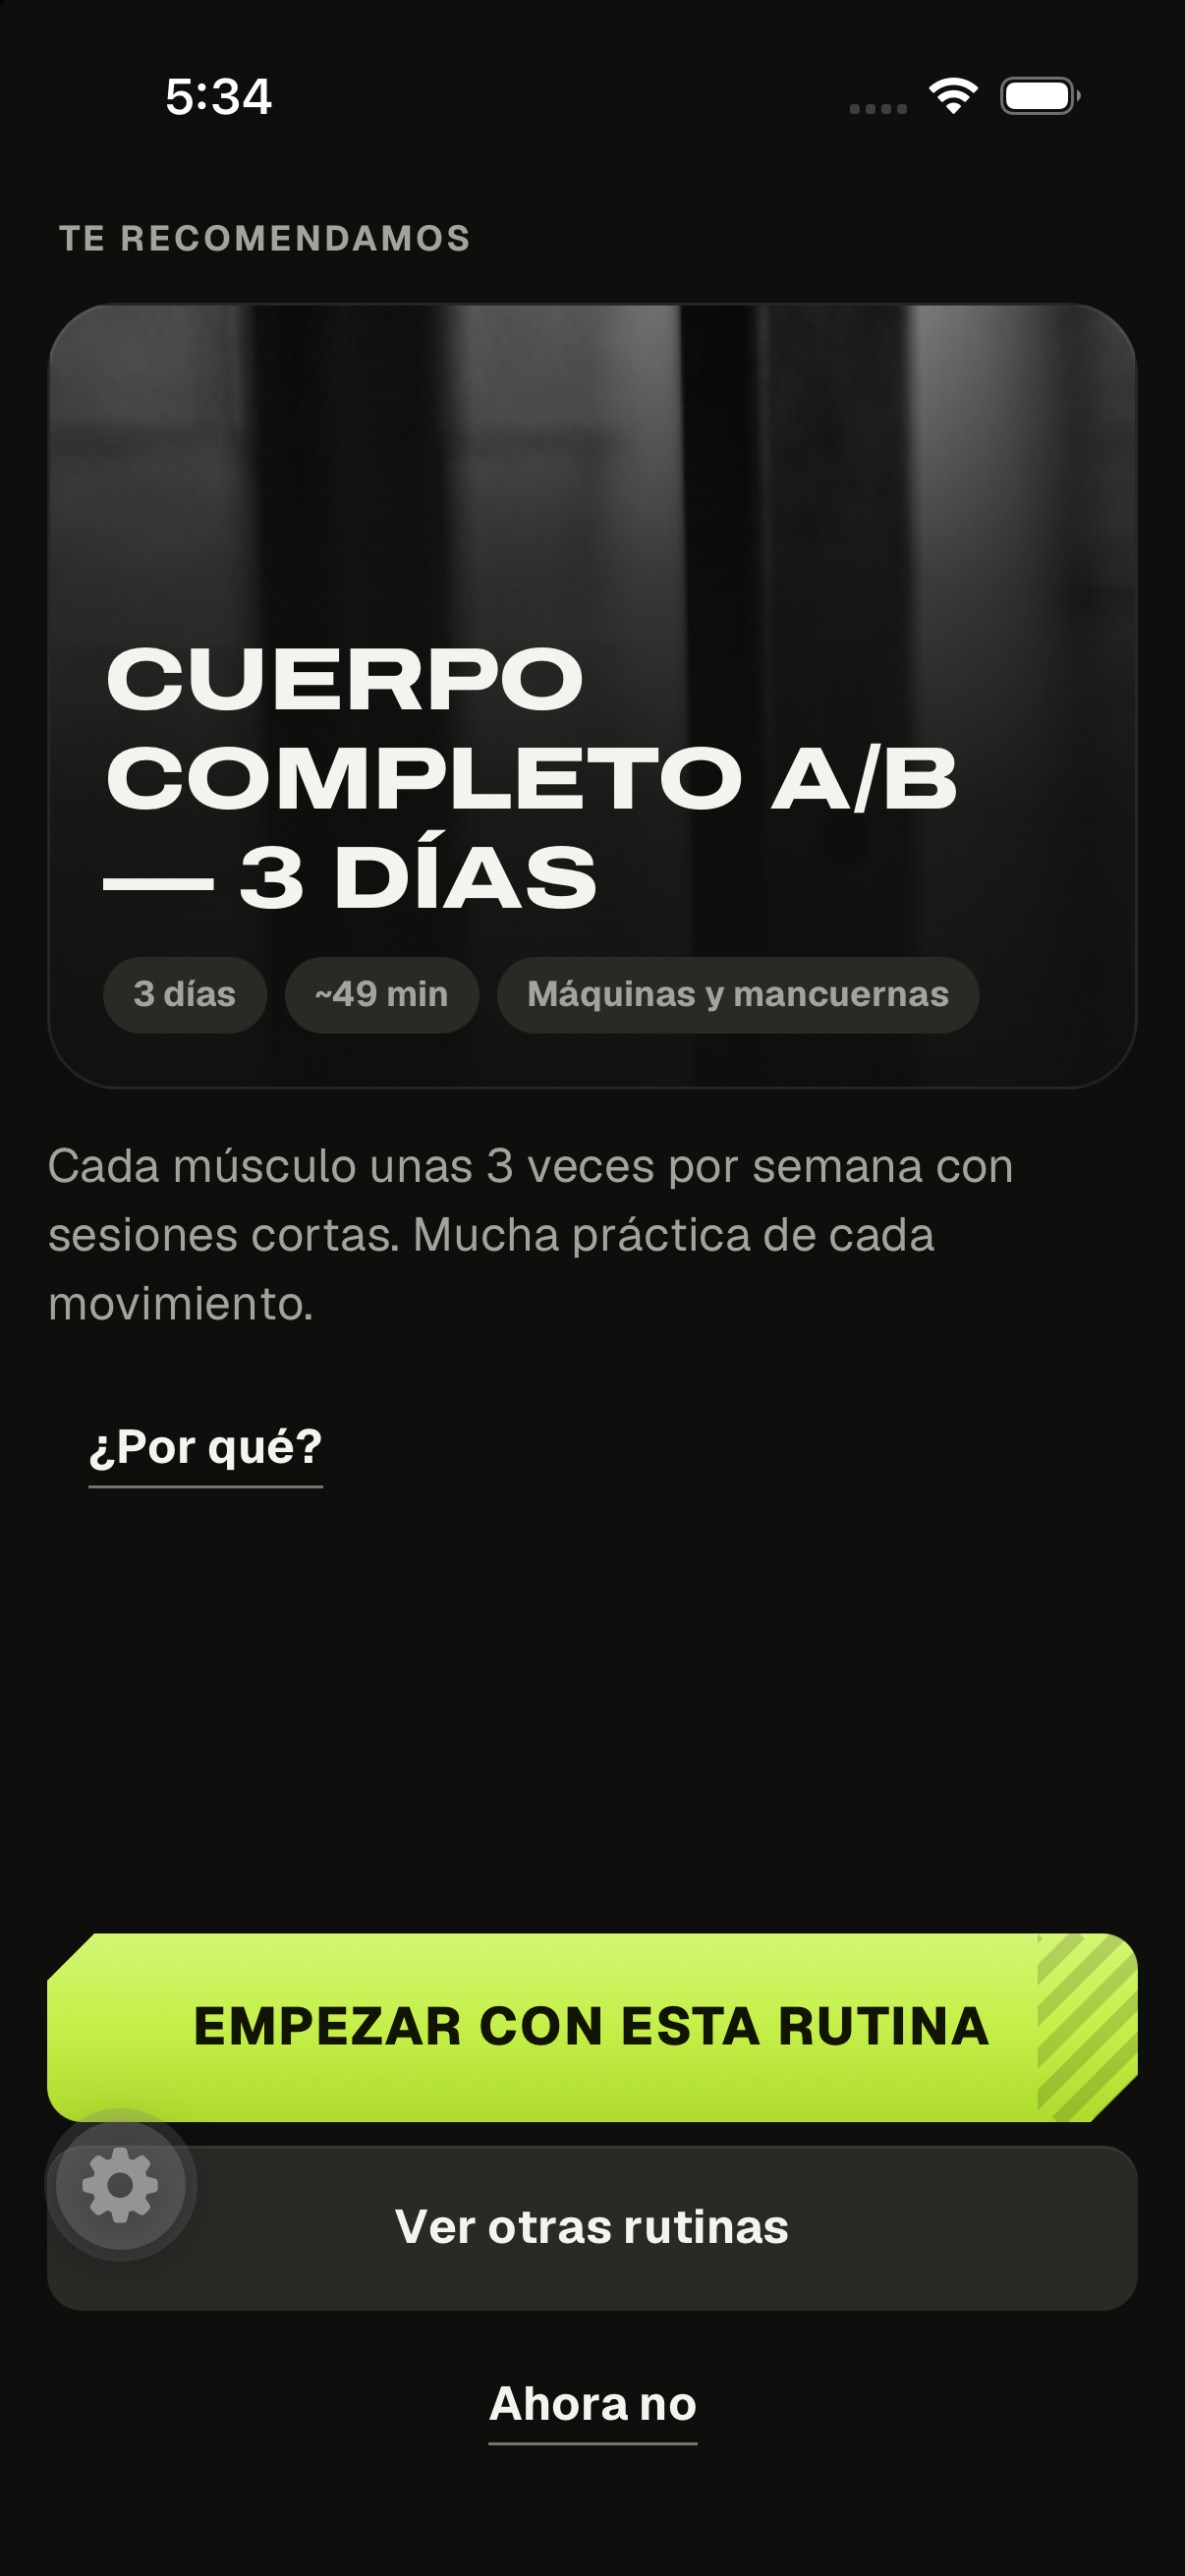 5:34
TE RECOMENDAMOS
CUERPO
COMPLETO A/B
— 3 DÍAS
3 días ~49 min Máquinas y mancuernas
Cada músculo unas 3 veces por semana con
sesiones cortas. Mucha práctica de cada
movimiento.
¿Por qué?
EMPEZAR CON ESTA RUTINA
Ver otras rutinas
Ahora no